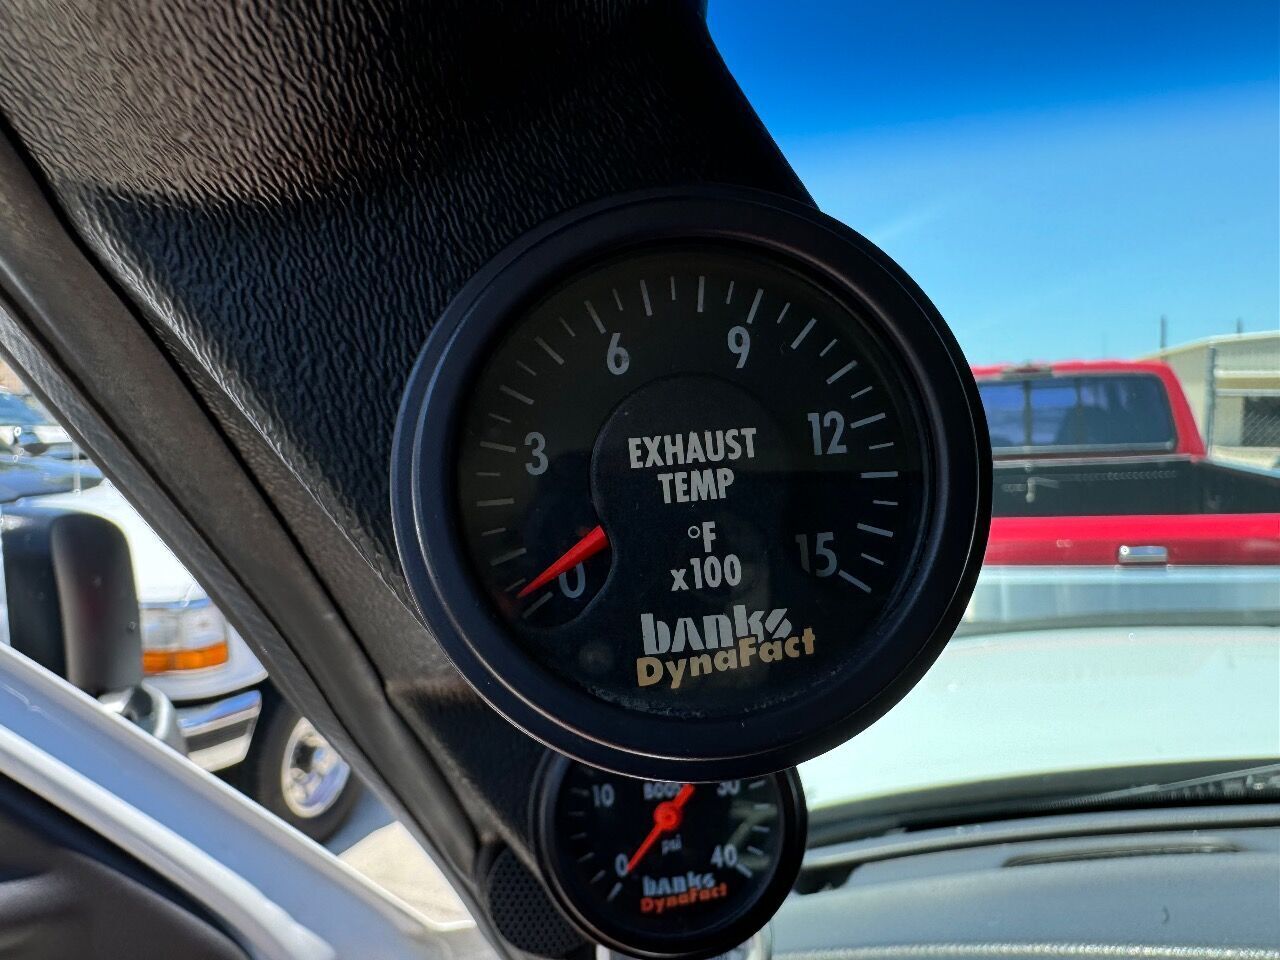 6
9
3
12
EXHAUST
TEMP
°F
x100
0
15
banks
DynaFact
10
BOOST
30
psi
0
40
banks
DynaFact